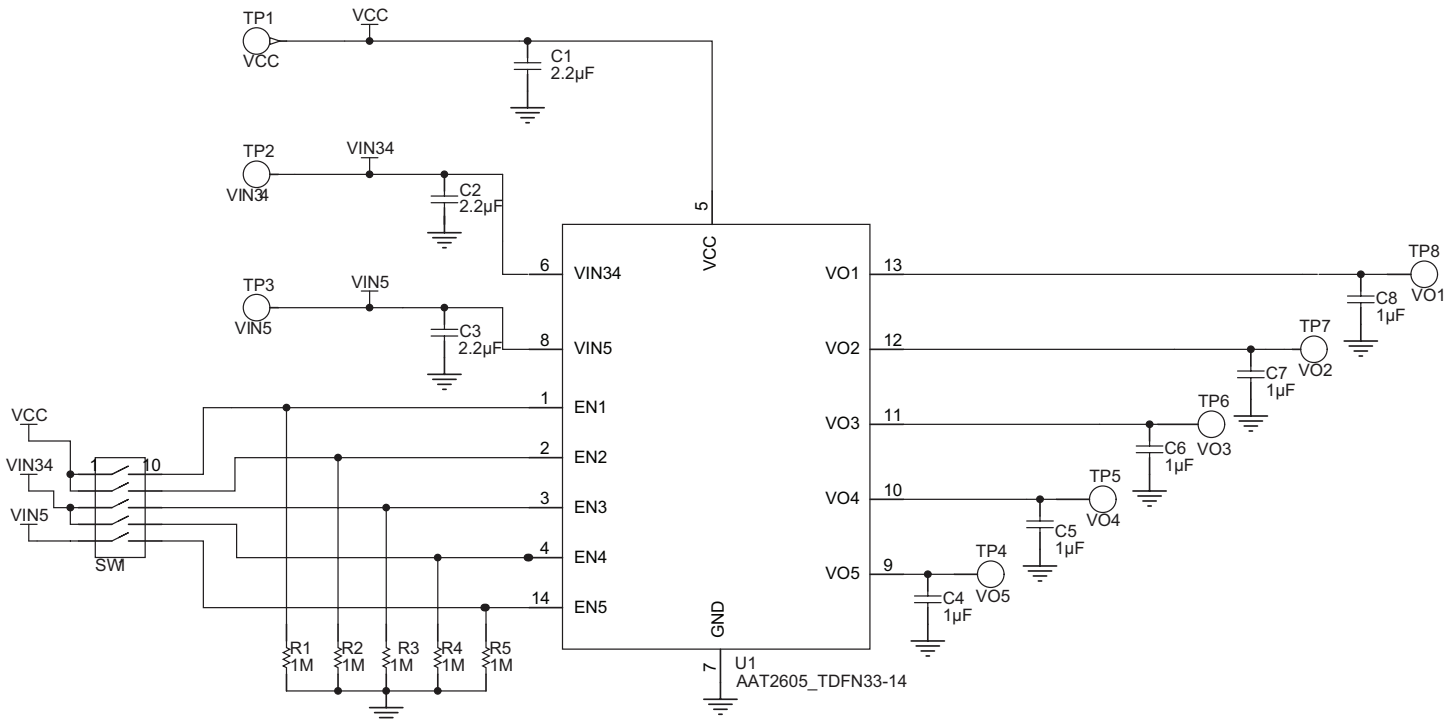 TP1
VCC
VCC
C1
2.2µF
TP2
VIN34
VIN34
C2
2.2µF
TP3
VIN5
VIN5
C3
2.2µF
5
VCC
6 VIN34
8 VIN5
1 EN1
2 EN2
3 EN3
4 EN4
14 EN5
VCC
VIN34
VIN5
1 10
SW1
R1
1M
R2
1M
R3
1M
R4
1M
R5
1M
GND
7
U1
AAT2605_TDFN33-14
VO1 13
VO2 12
VO3 11
VO4 10
VO5 9
TP8
VO1
C8
1µF
TP7
VO2
C7
1µF
TP6
VO3
C6
1µF
TP5
VO4
C5
1µF
TP4
VO5
C4
1µF